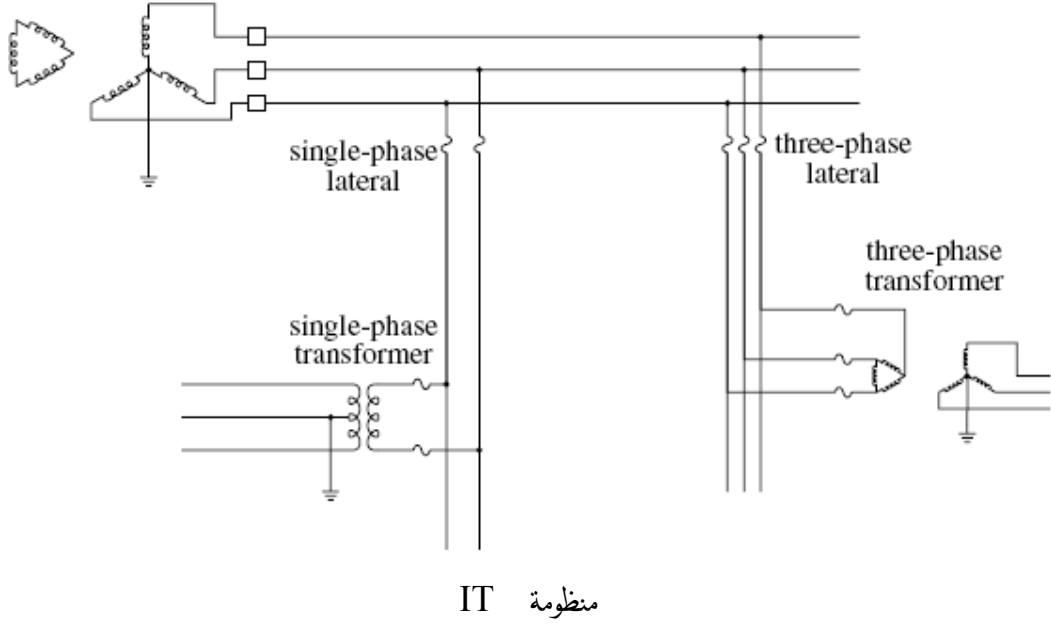 single-phase
lateral
three-phase
lateral
three-phase
transformer
single-phase
transformer
منظومة IT